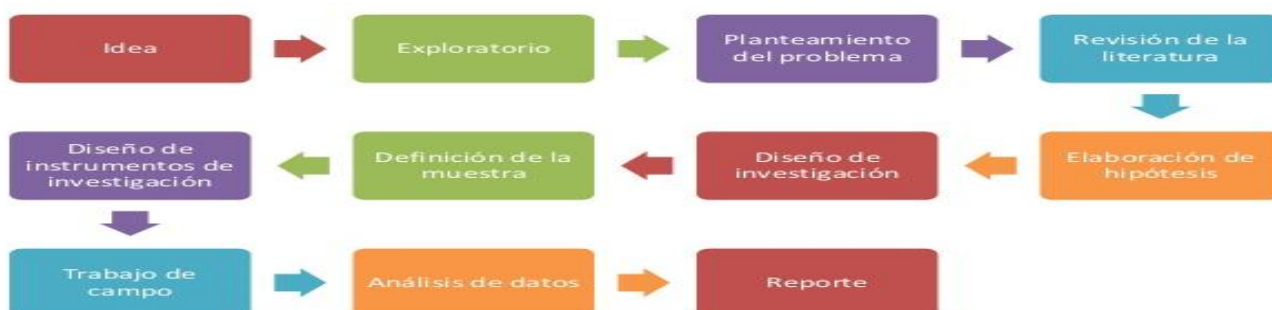 Idea
Exploratorio
Planteamiento
del problema
Revisión de la
literatura
Elaboración de
hipótesis
Diseño de
investigación
Definición de la
muestra
Diseño de
instrumentos de
investigación
Trabajo de
campo
Análisis de datos
Reporte